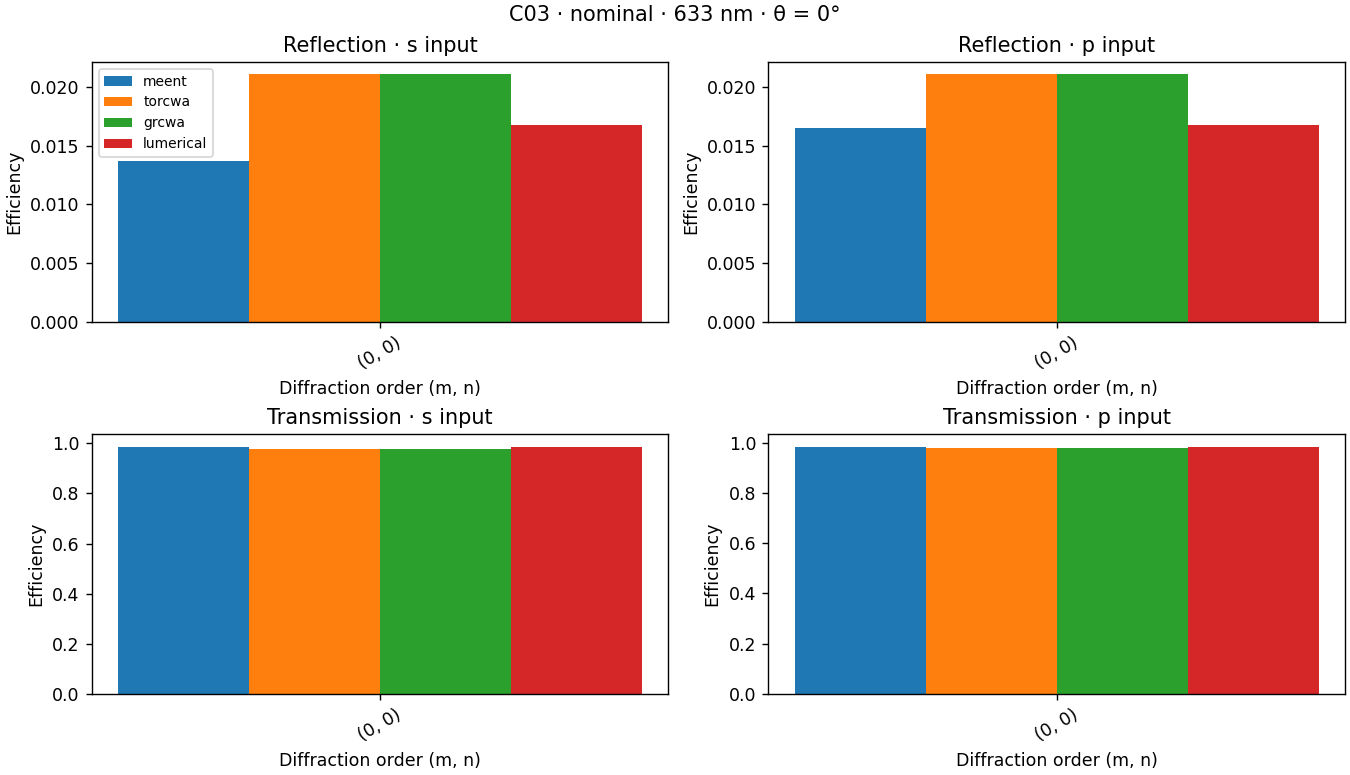 C03 · nominal · 633 nm · θ = 0°
Reflection · s input
Efficiency
0.020
0.015
0.010
0.005
0.000
meent
torcwa
grcwa
lumerical
(0, 0)
Diffraction order (m, n)
Reflection · p input
Efficiency
0.020
0.015
0.010
0.005
0.000
(0, 0)
Diffraction order (m, n)
Transmission · s input
Efficiency
1.0
0.8
0.6
0.4
0.2
0.0
(0, 0)
Diffraction order (m, n)
Transmission · p input
Efficiency
1.0
0.8
0.6
0.4
0.2
0.0
(0, 0)
Diffraction order (m, n)